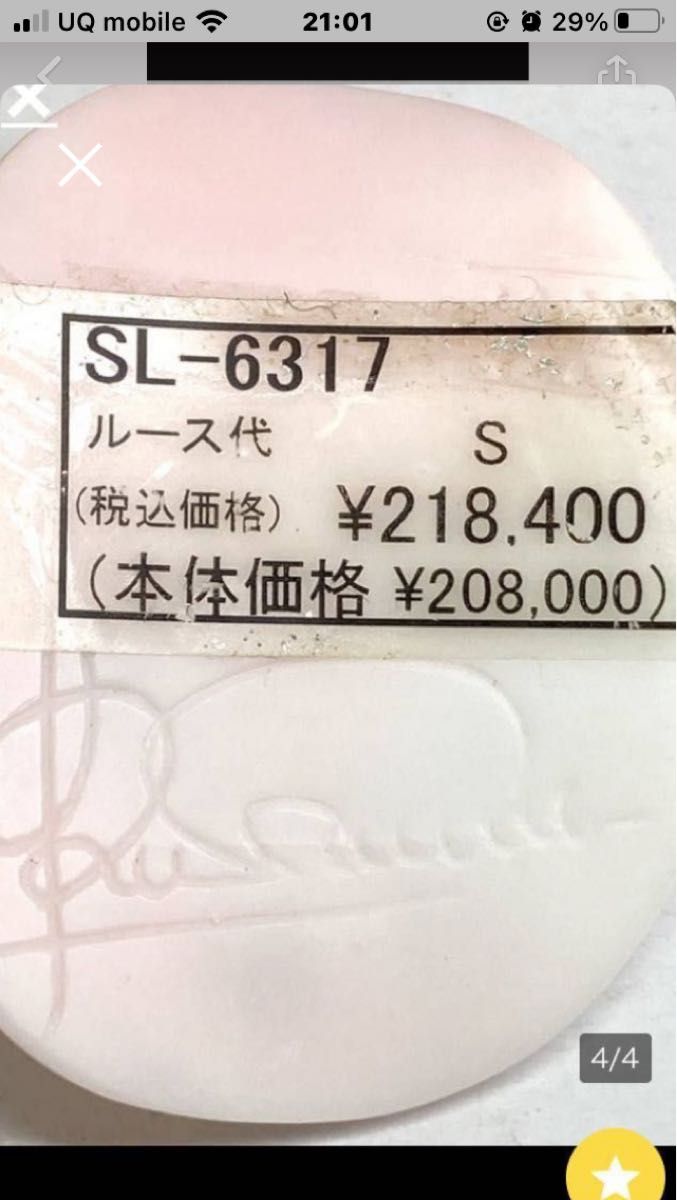 UQ mobile 21:01 29%
SL-6317
ルース代 S
(税込価格) ¥218,400
(本体価格 ¥208,000)
4/4